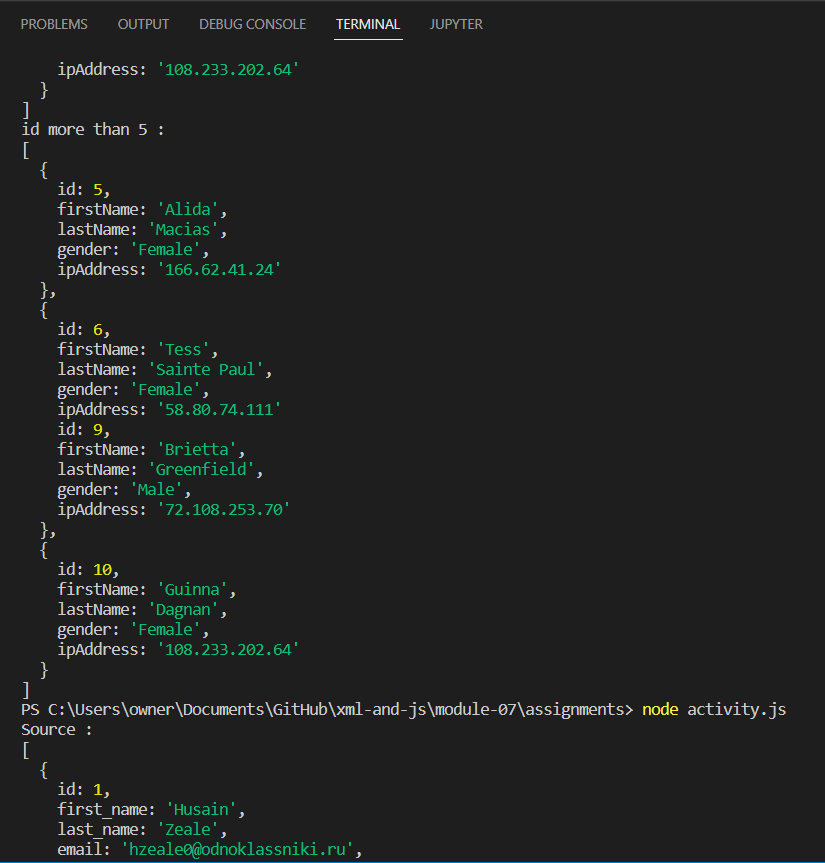 PROBLEMS OUTPUT DEBUG CONSOLE TERMINAL JUPYTER
ipAddress: '108.233.202.64'
}
]
id more than 5 :
[
{
id: 5,
firstName: 'Alida',
lastName: 'Macias',
gender: 'Female',
ipAddress: '166.62.41.24'
},
{
id: 6,
firstName: 'Tess',
lastName: 'Sainte Paul',
gender: 'Female',
ipAddress: '58.80.74.111'
id: 9,
firstName: 'Brietta',
lastName: 'Greenfield',
gender: 'Male',
ipAddress: '72.108.253.70'
},
{
id: 10,
firstName: 'Guinna',
lastName: 'Dagnan',
gender: 'Female',
ipAddress: '108.233.202.64'
}
]
PS C:\Users\owner\Documents\GitHub\xml-and-js\module-07\assignments> node activity.js
Source :
[
{
id: 1,
first_name: 'Husain',
last_name: 'Zeale',
email: 'hzeale0@odnoklassniki.ru',